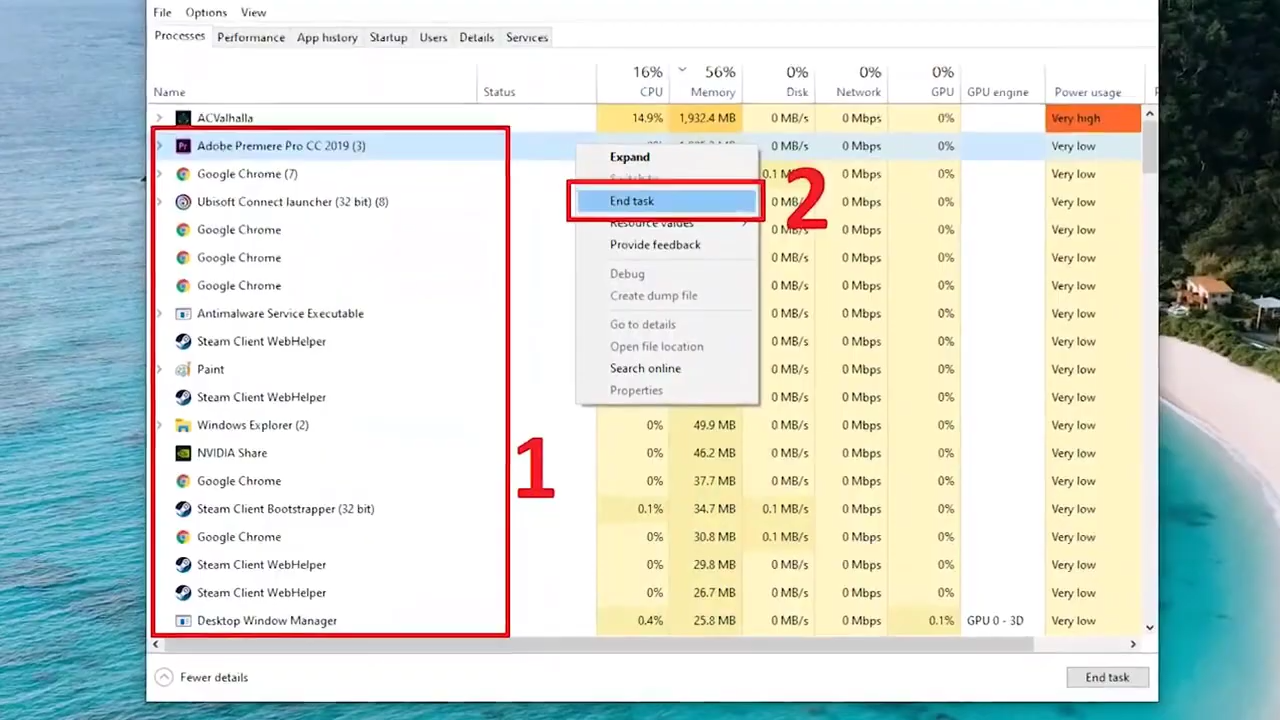 File Options View
Processes Performance App history Startup Users Details Services
16% 56% 0% 0% 0%
Name Status CPU Memory Disk Network GPU GPU engine Power usage
ACValhalla 14.9% 1,932.4 MB 0 MB/s 0 Mbps 0% Very high
Adobe Premiere Pro CC 2019 (3) 0 MB/s 0 Mbps 0% Very low
Expand
Google Chrome (7) 0.1 M 0 Mbps 0% Very low
Ubisoft Connect launcher (32 bit) (8) End task 2 0 MB/s 0 Mbps 0% Very low
Resource values
Google Chrome 0 MB/s 0 Mbps 0% Very low
Provide feedback
Google Chrome 0 MB/s 0 Mbps 0% Very low
Debug
Google Chrome 0 MB/s 0 Mbps 0% Very low
Create dump file
Antimalware Service Executable 0 MB/s 0 Mbps 0% Very low
Go to details
Steam Client WebHelper Open file location 0 MB/s 0 Mbps 0% Very low
Paint Search online 0 MB/s 0 Mbps 0% Very low
Properties
Steam Client WebHelper 0 MB/s 0 Mbps 0% Very low
Windows Explorer (2) 0% 49.9 MB 0 MB/s 0 Mbps 0% Very low
NVIDIA Share 0% 46.2 MB 0 MB/s 0 Mbps 0% Very low
1
Google Chrome 0% 37.7 MB 0 MB/s 0 Mbps 0% Very low
Steam Client Bootstrapper (32 bit) 0.1% 34.7 MB 0.1 MB/s 0 Mbps 0% Very low
Google Chrome 0% 30.8 MB 0.1 MB/s 0 Mbps 0% Very low
Steam Client WebHelper 0% 29.8 MB 0 MB/s 0 Mbps 0% Very low
Steam Client WebHelper 0% 26.7 MB 0 MB/s 0 Mbps 0% Very low
Desktop Window Manager 0.4% 25.8 MB 0 MB/s 0 Mbps 0.1% GPU 0 - 3D Very low
Fewer details End task